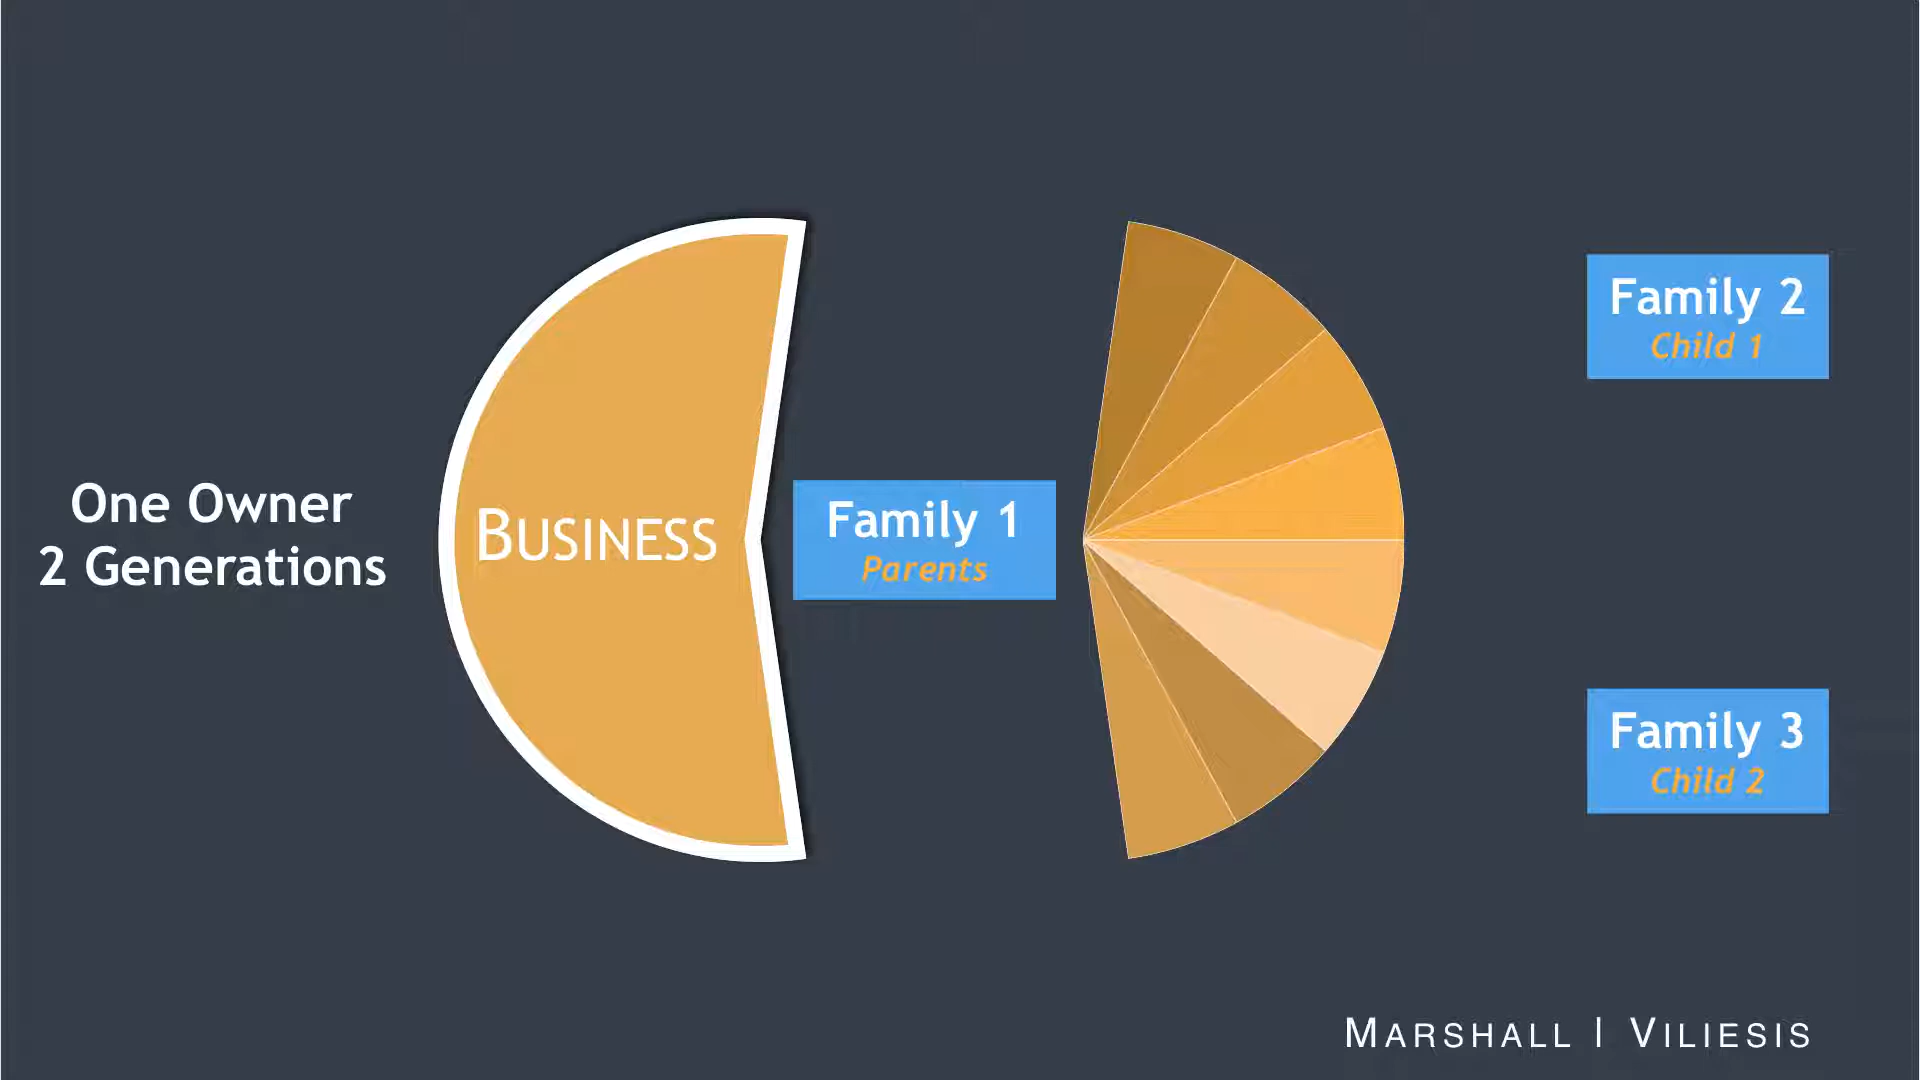 One Owner
2 Generations
BUSINESS
Family 1
Parents
Family 2
Child 1
Family 3
Child 2
MARSHALL | VILIESIS